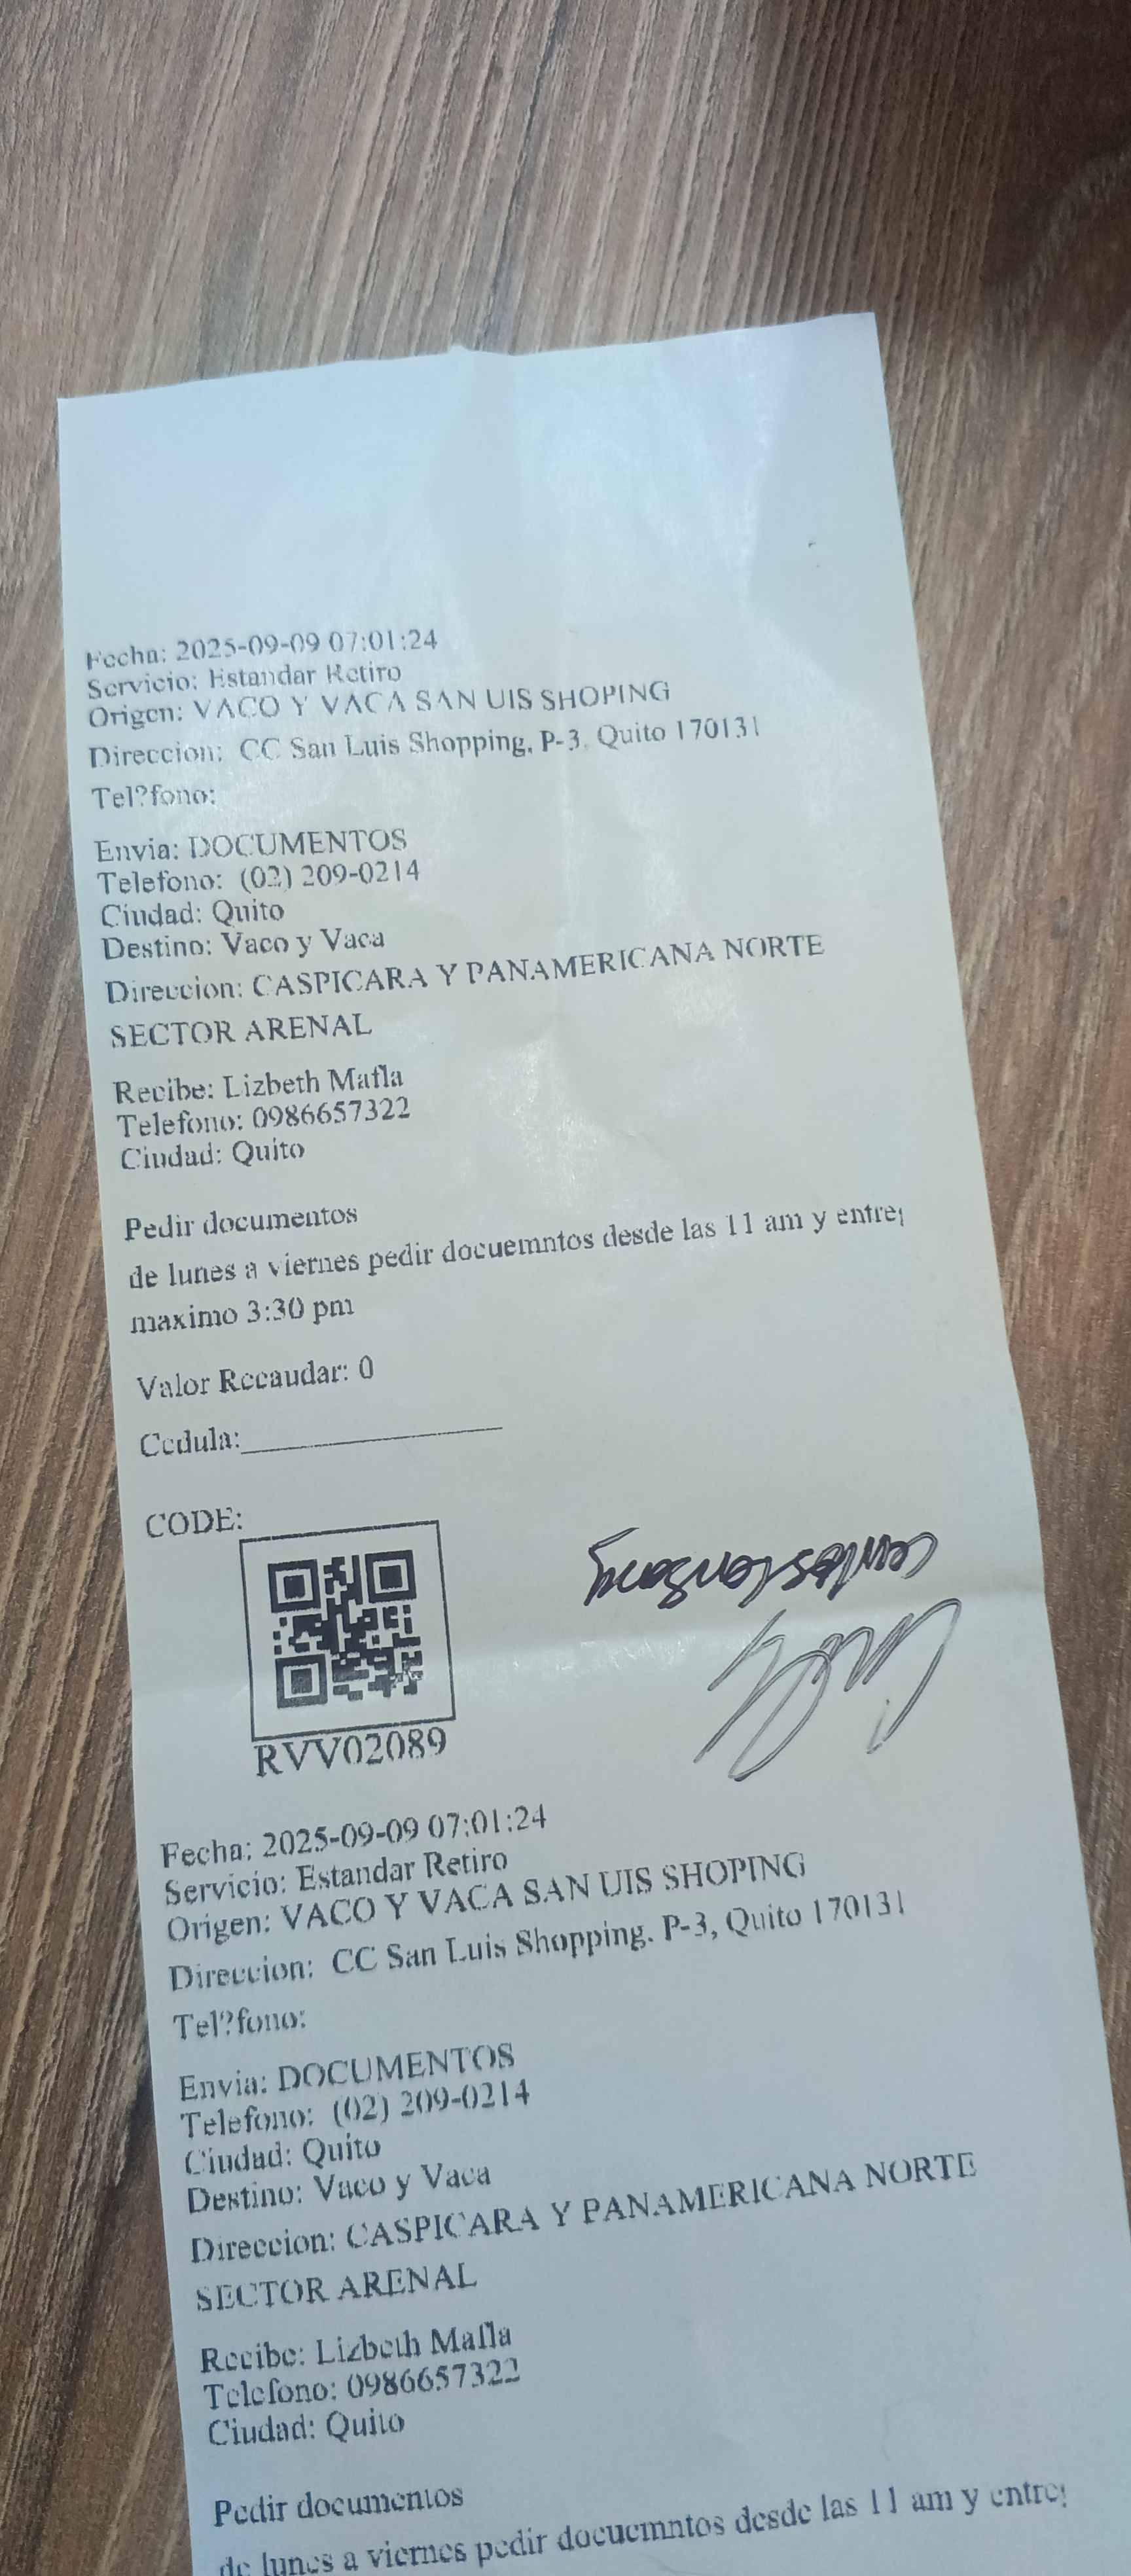 Fecha: 2025-09-09 07:01:24
Servicio: Estandar Retiro
Origen: VACO Y VACA SAN UIS SHOPING
Direccion: CC San Luis Shopping, P-3, Quito 170131
Tel?fono:
Envia: DOCUMENTOS
Telefono: (02) 209-0214
Ciudad: Quito
Destino: Vaco y Vaca
Direccion: CASPICARA Y PANAMERICANA NORTE
SECTOR ARENAL
Recibe: Lizbeth Mafla
Telefono: 0986657322
Ciudad: Quito
Pedir documentos
de lunes a viernes pedir docuemntos desde las 11 am y entreg
maximo 3:30 pm
Valor Recaudar: 0
Cedula:
CODE:
RVV02089
Fecha: 2025-09-09 07:01:24
Servicio: Estandar Retiro
Origen: VACO Y VACA SAN UIS SHOPING
Direccion: CC San Luis Shopping. P-3, Quito 170131
Tel?fono:
Envia: DOCUMENTOS
Telefono: (02) 209-0214
Ciudad: Quito
Destino: Vaco y Vaca
Direccion: CASPICARA Y PANAMERICANA NORTE
SECTOR ARENAL
Recibe: Lizbeth Mafla
Telefono: 0986657322
Ciudad: Quito
Pedir documentos
de lunes a viernes pedir docuemntos desde las 11 am y entreg